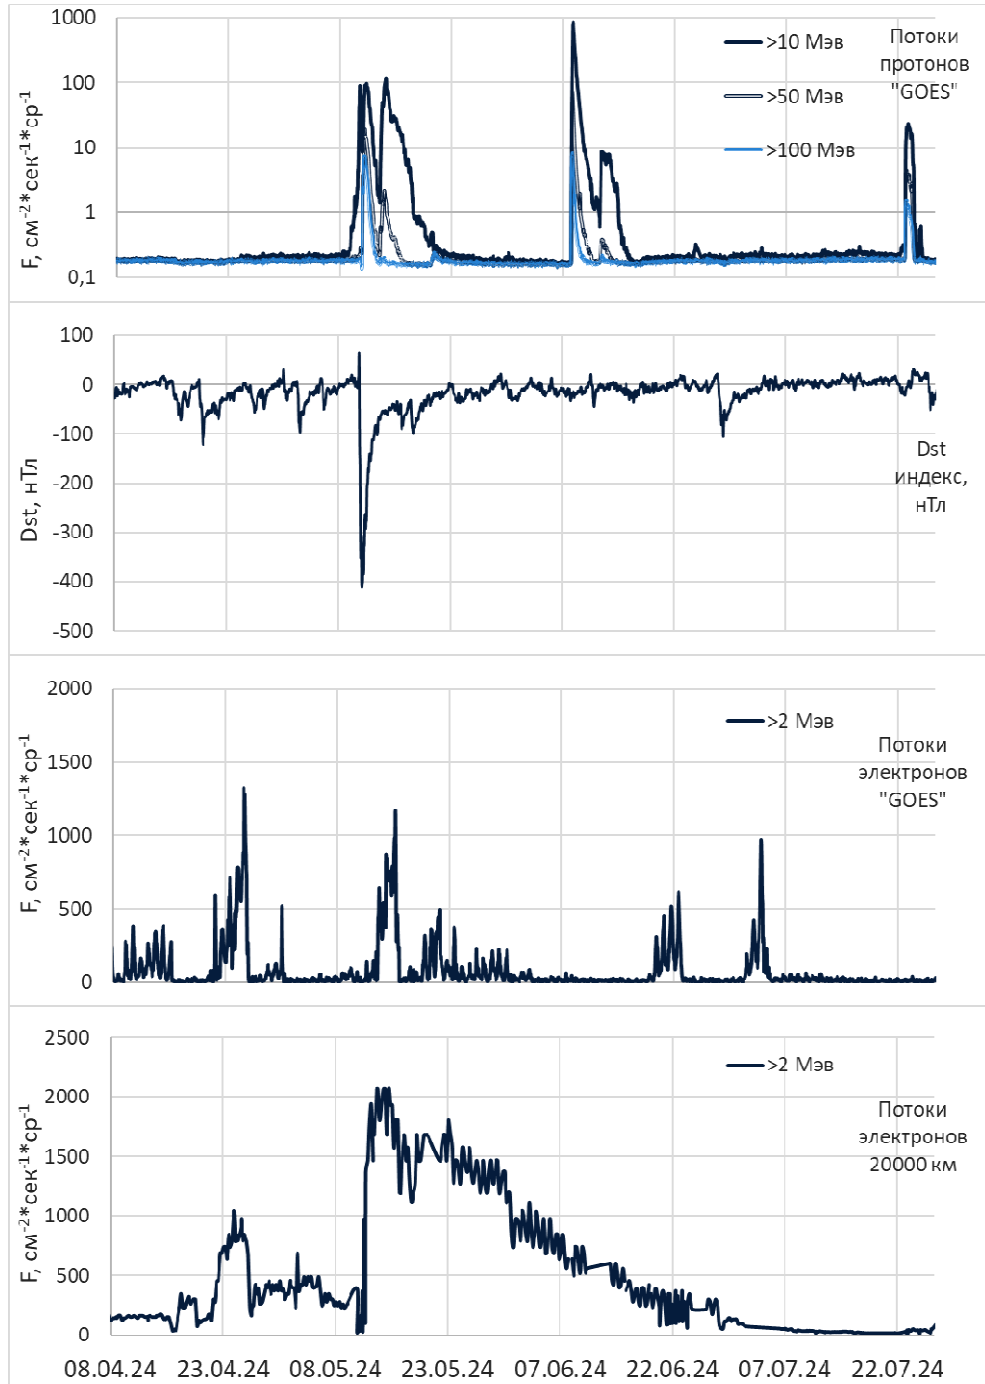 1000
100
10
1
0,1
F, см-2*сек-1*ср-1
>10 Мэв
>50 Мэв
>100 Мэв
Потоки
протонов
"GOES"
100
0
-100
-200
-300
-400
-500
Dst, нТл
Dst
индекс,
нТл
2000
1500
1000
500
0
F, см-2*сек-1*ср-1
>2 Мэв
Потоки
электронов
"GOES"
2500
2000
1500
1000
500
0
F, см-2*сек-1*ср-1
>2 Мэв
Потоки
электронов
20000 км
08.04.24 23.04.24 08.05.24 23.05.24 07.06.24 22.06.24 07.07.24 22.07.24